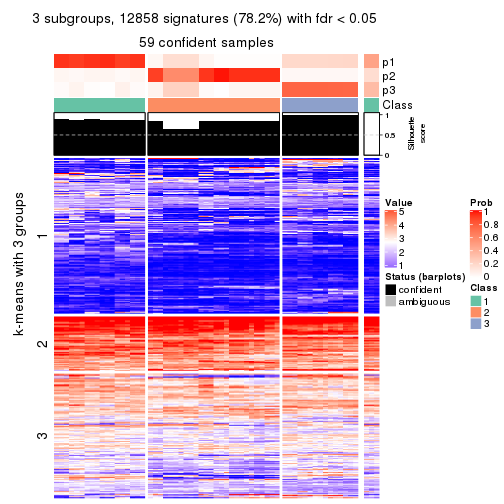 3 subgroups, 12858 signatures (78.2%) with fdr < 0.05
59 confident samples
p1
p2
p3
Class
1
0.5
0
Silhouette
score
k-means with 3 groups
1
2
3
Value
5
4
3
2
1
Status (barplots)
confident
ambiguous
Prob
1
0.8
0.6
0.4
0.2
0
Class
1
2
3